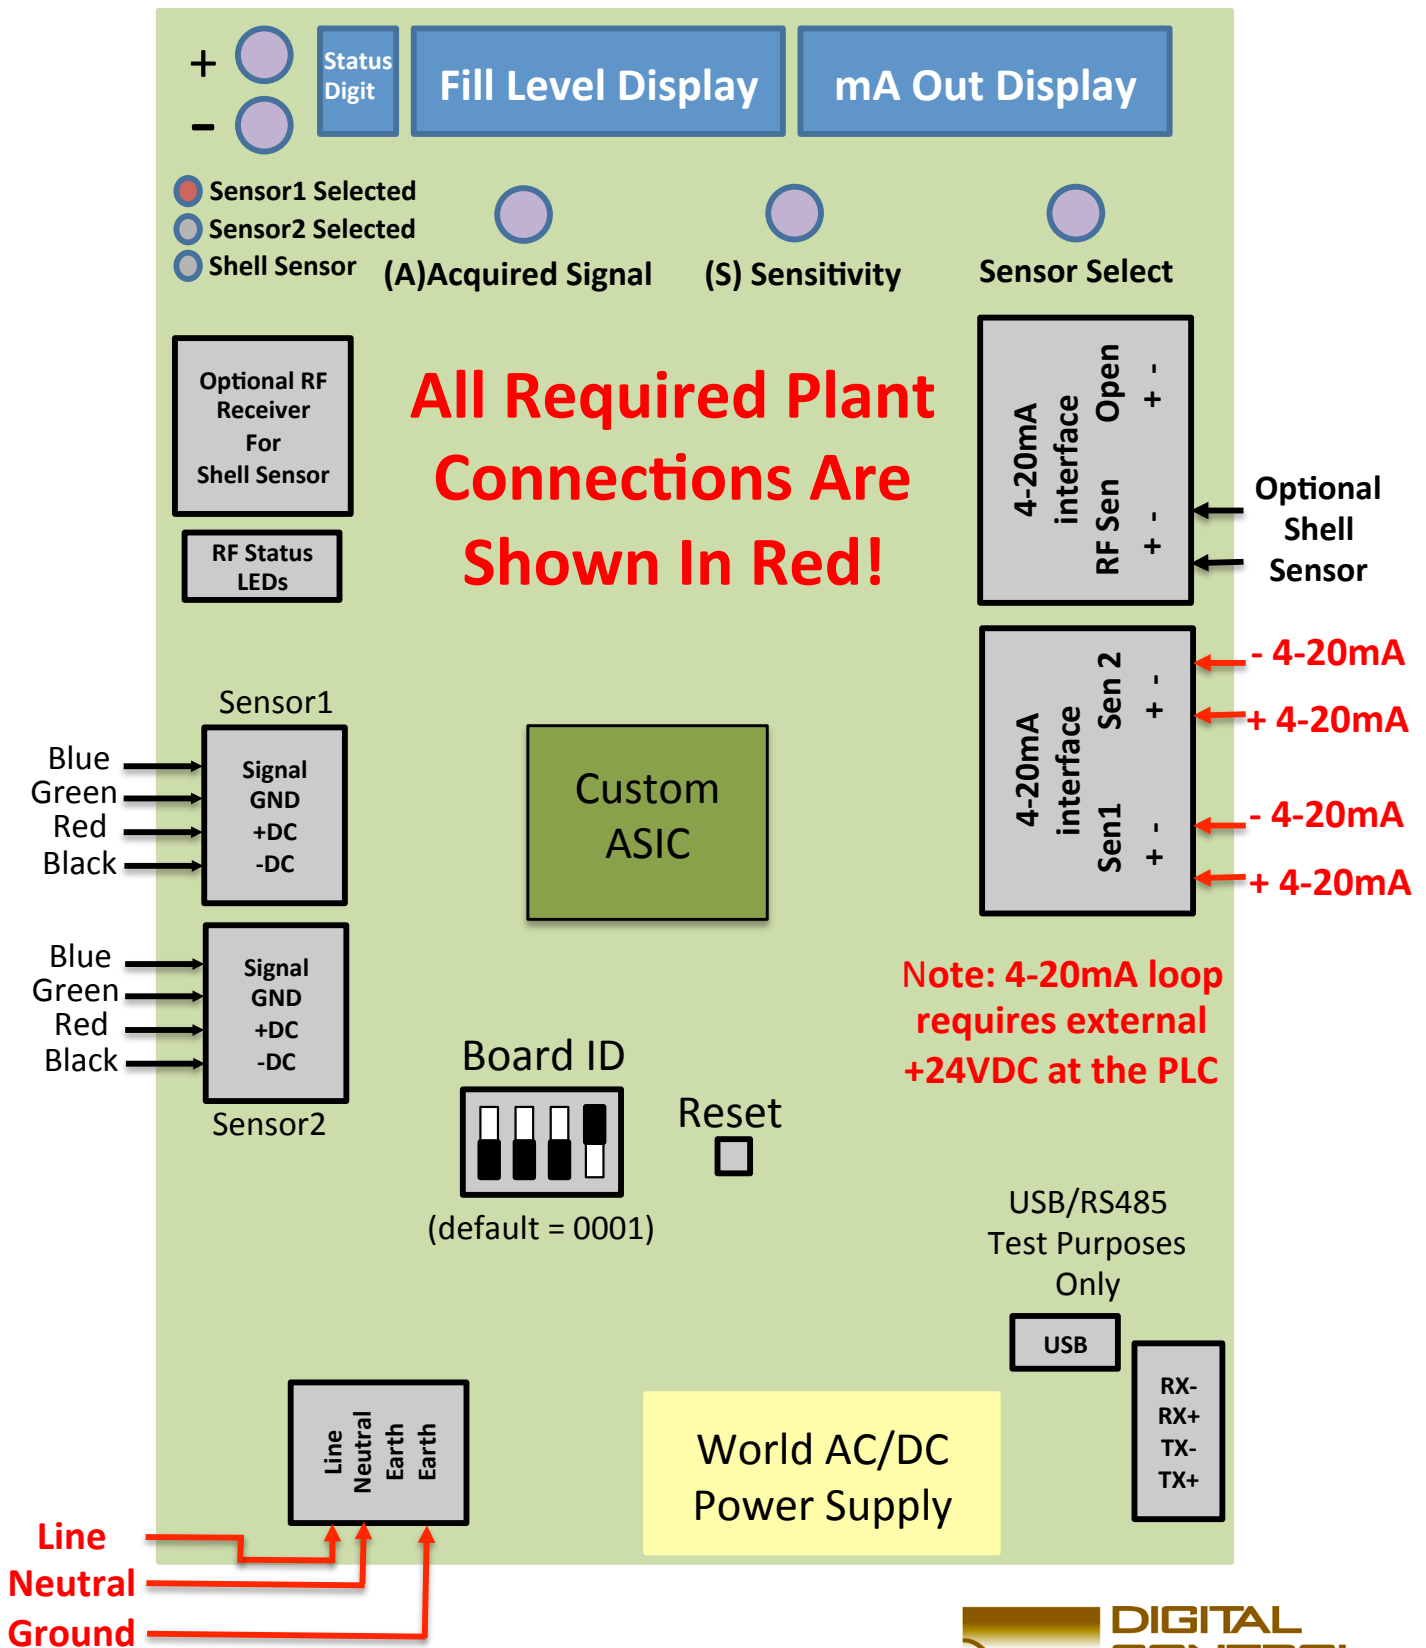 +
-
Status
Digit
Fill Level Display
mA Out Display
Sensor1 Selected
Sensor2 Selected
Shell Sensor
(A)Acquired Signal
(S) Sensitivity
Sensor Select
Optional RF
Receiver
For
Shell Sensor
RF Status
LEDs
All Required Plant
Connections Are
Shown In Red!
4-20mA
interface
RF Sen Open
+ - + -
Optional
Shell
Sensor
4-20mA
interface
Sen1 Sen 2
+ - + -
- 4-20mA
+ 4-20mA
- 4-20mA
+ 4-20mA
Sensor1
Blue
Green
Red
Black
Signal
GND
+DC
-DC
Custom
ASIC
Blue
Green
Red
Black
Signal
GND
+DC
-DC
Sensor2
Note: 4-20mA loop
requires external
+24VDC at the PLC
Board ID
(default = 0001)
Reset
USB/RS485
Test Purposes
Only
USB
RX-
RX+
TX-
TX+
Line
Neutral
Earth
Earth
World AC/DC
Power Supply
Line
Neutral
Ground
DIGITAL
CONTROL